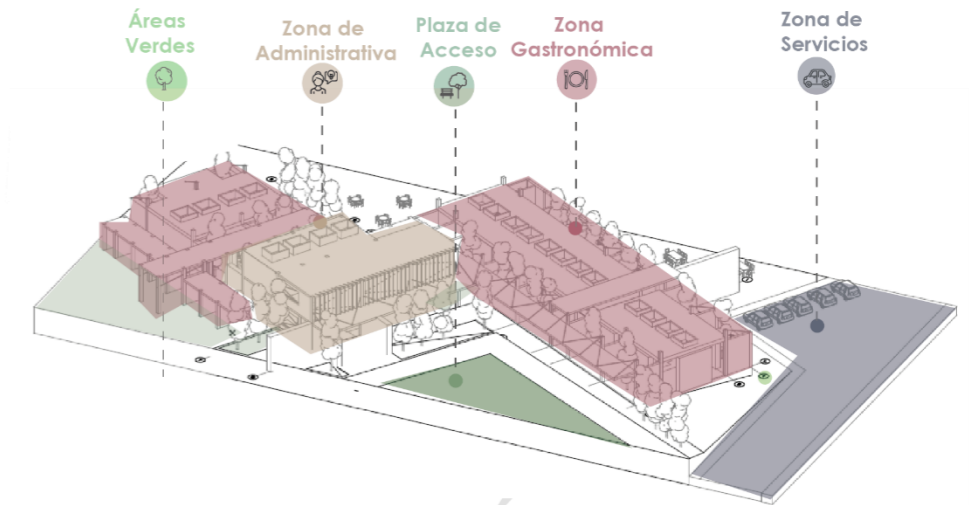 Áreas
Verdes
Zona de
Administrativa
Plaza de
Acceso
Zona
Gastronómica
Zona de
Servicios